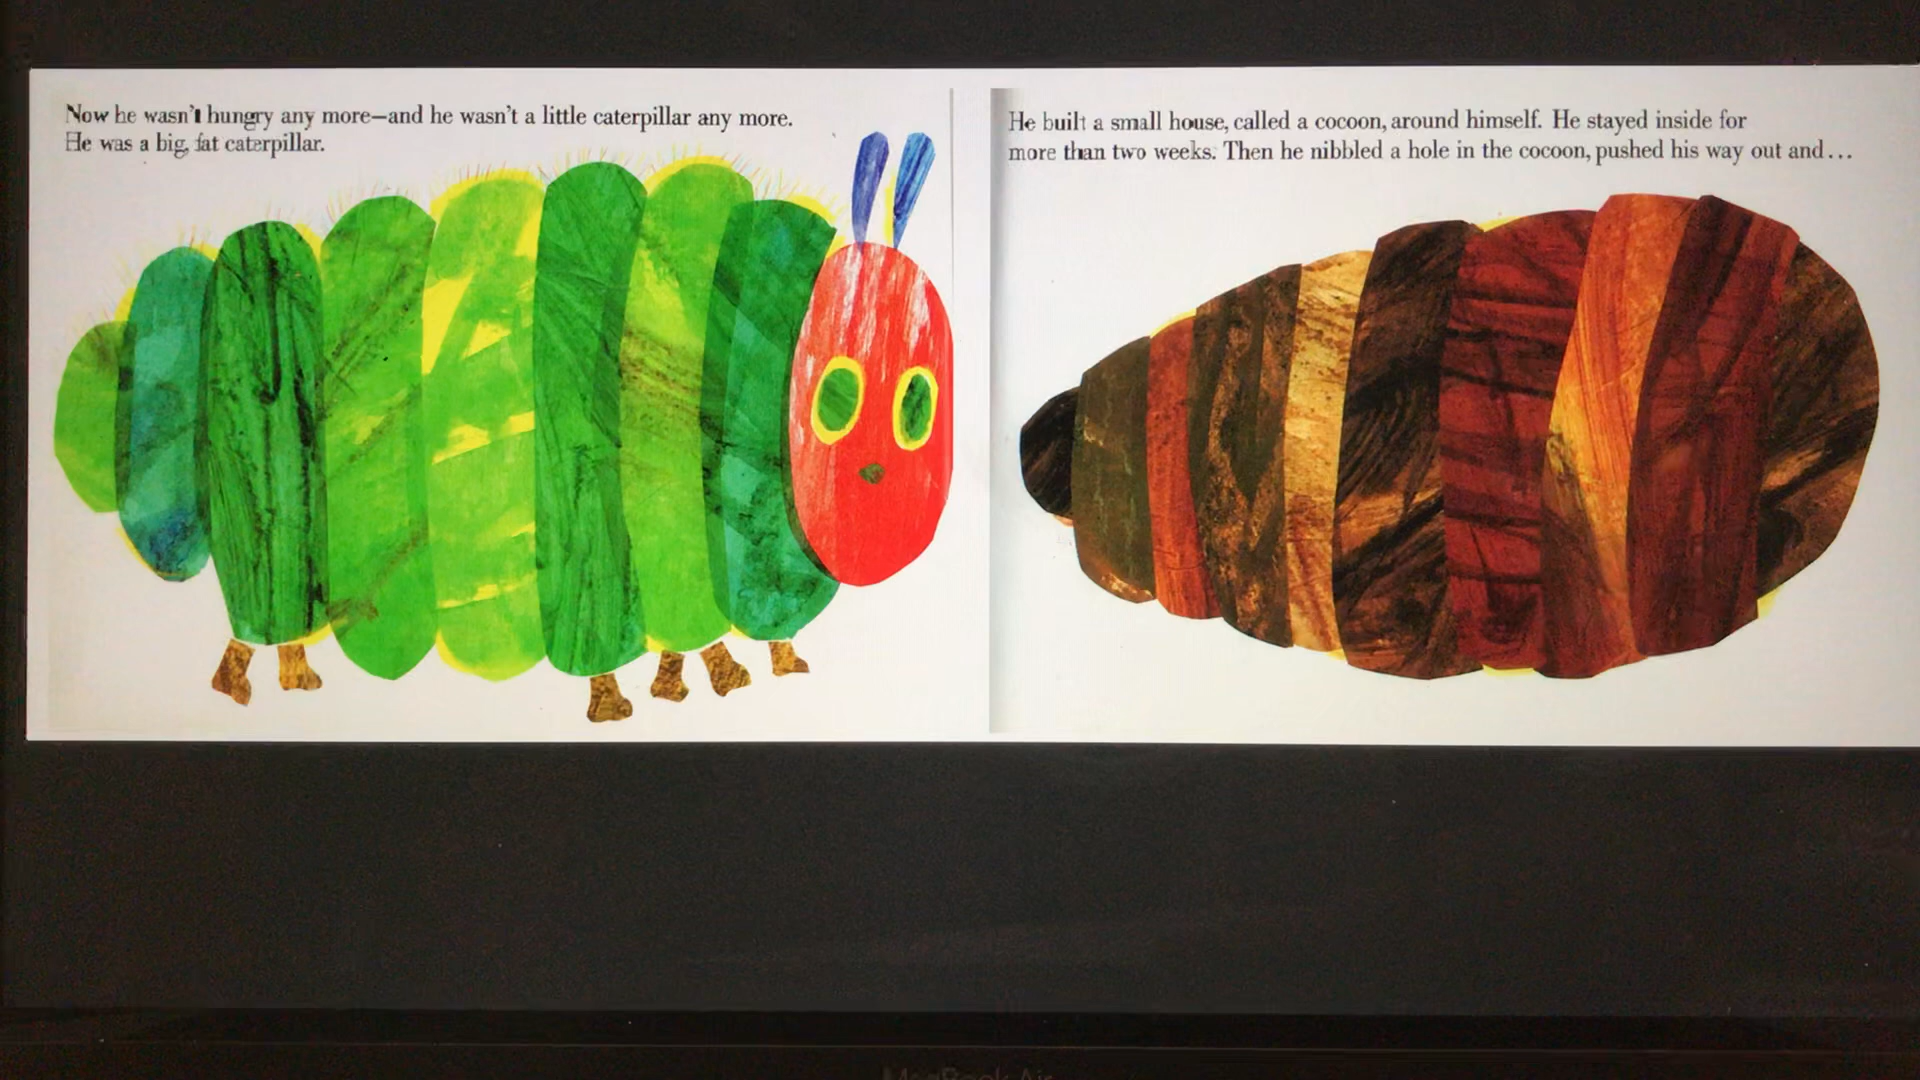 Now he wasn't hungry any more—and he wasn't a little caterpillar any more.
He was a big, fat caterpillar.
He built a small house, called a cocoon, around himself. He stayed inside for
more than two weeks. Then he nibbled a hole in the cocoon, pushed his way out and...
MacBook Air